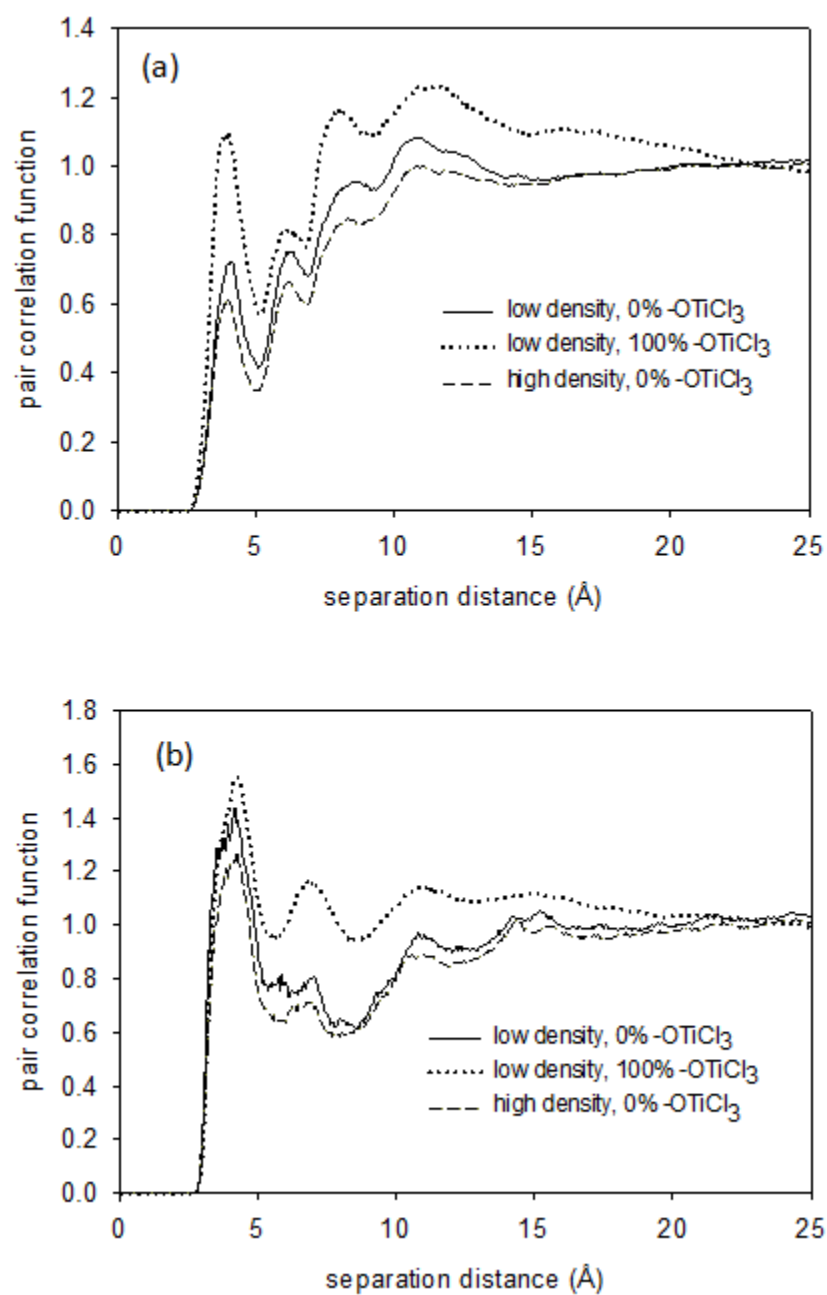 (a)
pair correlation function
1.4
1.2
1.0
0.8
0.6
0.4
0.2
0.0
low density, 0% -OTiCl3
low density, 100% -OTiCl3
high density, 0% -OTiCl3
0 5 10 15 20 25
separation distance (Å)
(b)
pair correlation function
1.8
1.6
1.4
1.2
1.0
0.8
0.6
0.4
0.2
0.0
low density, 0% -OTiCl3
low density, 100% -OTiCl3
high density, 0% -OTiCl3
0 5 10 15 20 25
separation distance (Å)